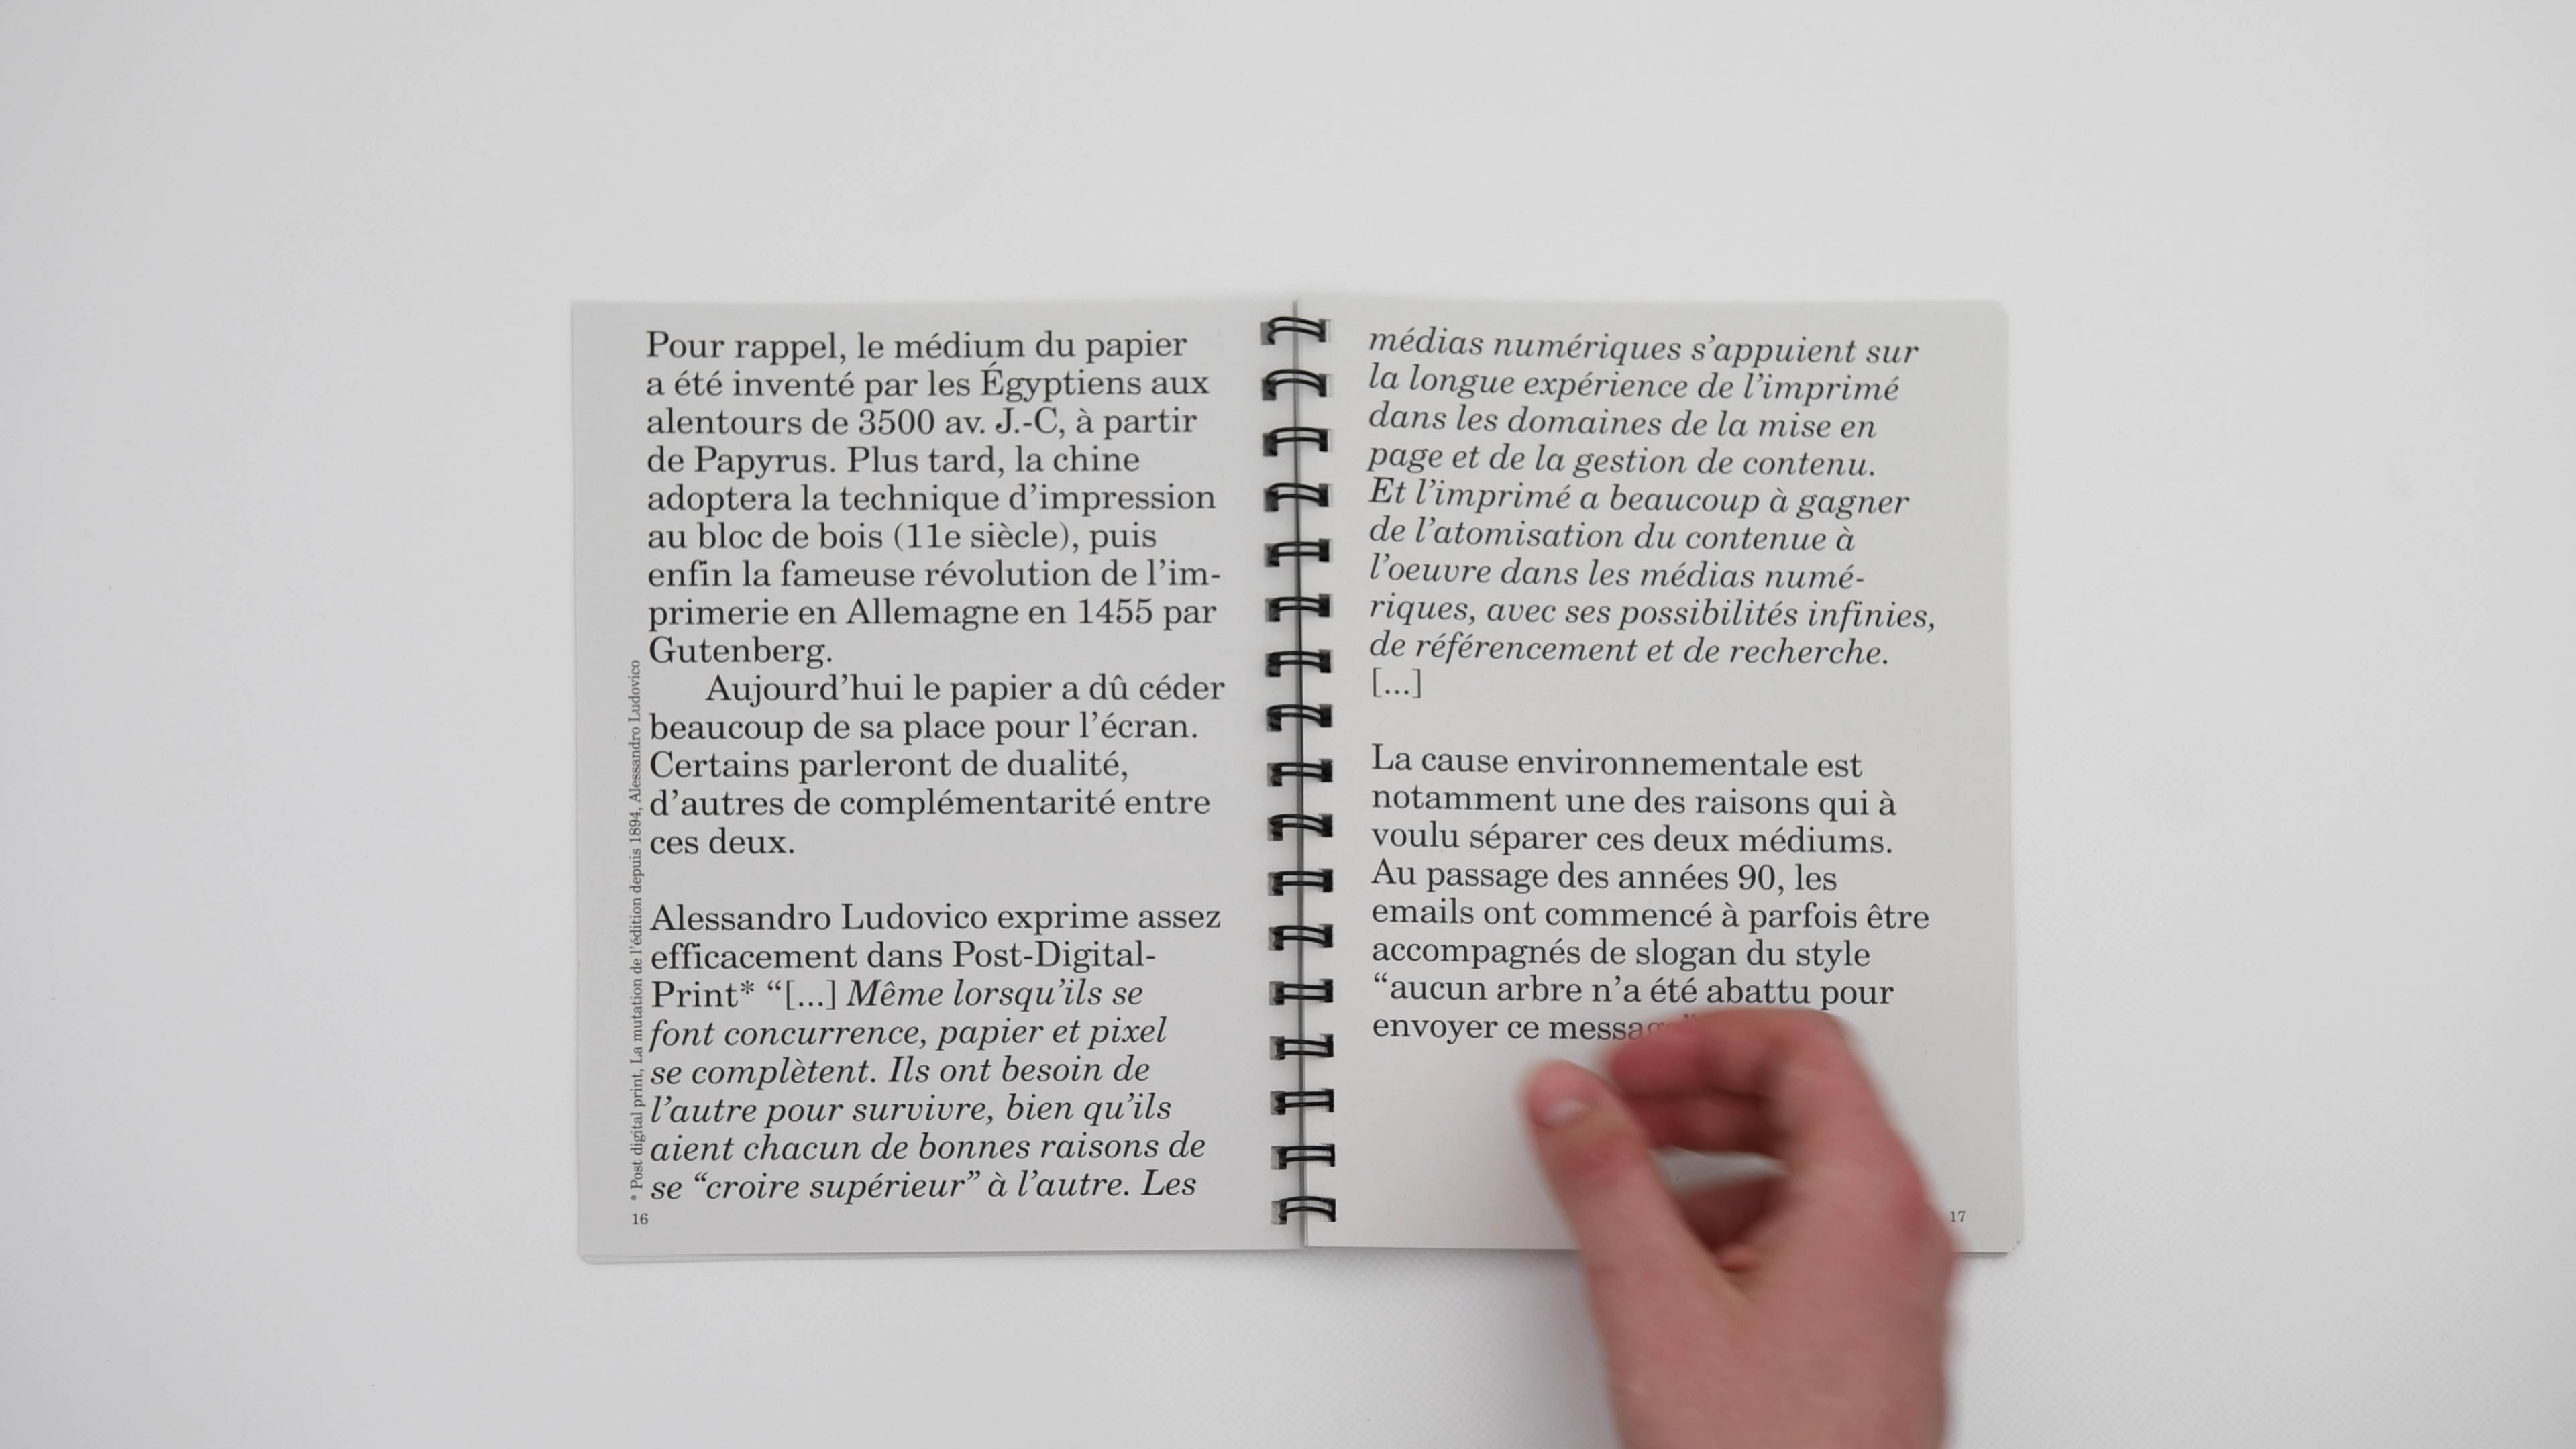 Pour rappel, le médium du papier
a été inventé par les Égyptiens aux
alentours de 3500 av. J.-C, à partir
de Papyrus. Plus tard, la chine
adoptera la technique d’impression
au bloc de bois (11e siècle), puis
enfin la fameuse révolution de l’im-
primerie en Allemagne en 1455 par
Gutenberg.
Aujourd’hui le papier a dû céder
beaucoup de sa place pour l’écran.
Certains parleront de dualité,
d’autres de complémentarité entre
ces deux.
Alessandro Ludovico exprime assez
efficacement dans Post-Digital-
Print* “[...] Même lorsqu’ils se
font concurrence, papier et pixel
se complètent. Ils ont besoin de
l’autre pour survivre, bien qu’ils
aient chacun de bonnes raisons de
se “croire supérieur” à l’autre. Les
* Post digital print, La mutation de l’édition depuis 1894, Alessandro Ludovico
16
médias numériques s’appuient sur
la longue expérience de l’imprimé
dans les domaines de la mise en
page et de la gestion de contenu.
Et l’imprimé a beaucoup à gagner
de l’atomisation du contenue à
l’oeuvre dans les médias numé-
riques, avec ses possibilités infinies,
de référencement et de recherche.
[...]
La cause environnementale est
notamment une des raisons qui à
voulu séparer ces deux médiums.
Au passage des années 90, les
emails ont commencé à parfois être
accompagnés de slogan du style
“aucun arbre n’a été abattu pour
envoyer ce message”
17